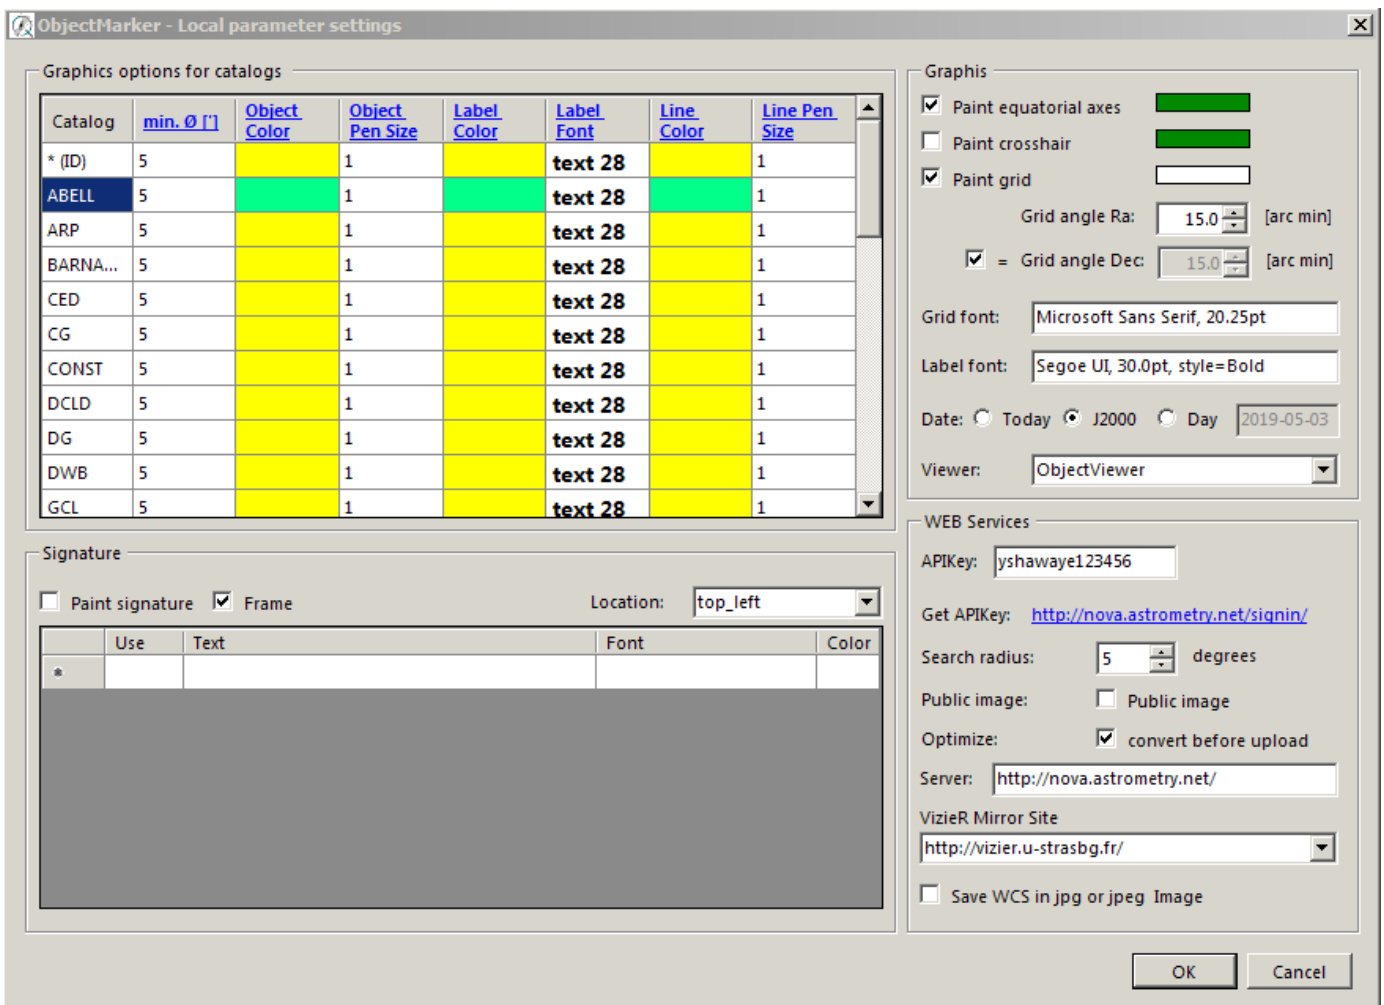 ObjectMarker - Local parameter settings
Graphics options for catalogs
Catalog min. Ø ['] Object Color Object Pen Size Label Color Label Font Line Color Line Pen Size
* (ID) 5 1 text 28 1
ABELL 5 1 text 28 1
ARP 5 1 text 28 1
BARNA... 5 1 text 28 1
CED 5 1 text 28 1
CG 5 1 text 28 1
CONST 5 1 text 28 1
DCLD 5 1 text 28 1
DG 5 1 text 28 1
DWB 5 1 text 28 1
GCL 5 1 text 28 1
Signature
Paint signature Frame Location: top_left
Use Text Font Color
*
Graphis
Paint equatorial axes
Paint crosshair
Paint grid
Grid angle Ra: 15.0 [arc min]
= Grid angle Dec: 15.0 [arc min]
Grid font: Microsoft Sans Serif, 20.25pt
Label font: Segoe UI, 30.0pt, style=Bold
Date: Today J2000 Day 2019-05-03
Viewer: ObjectViewer
WEB Services
APIKey: yshawaye123456
Get APIKey: http://nova.astrometry.net/signin/
Search radius: 5 degrees
Public image: Public image
Optimize: convert before upload
Server: http://nova.astrometry.net/
VizieR Mirror Site
http://vizier.u-strasbg.fr/
Save WCS in jpg or jpeg Image
OK Cancel